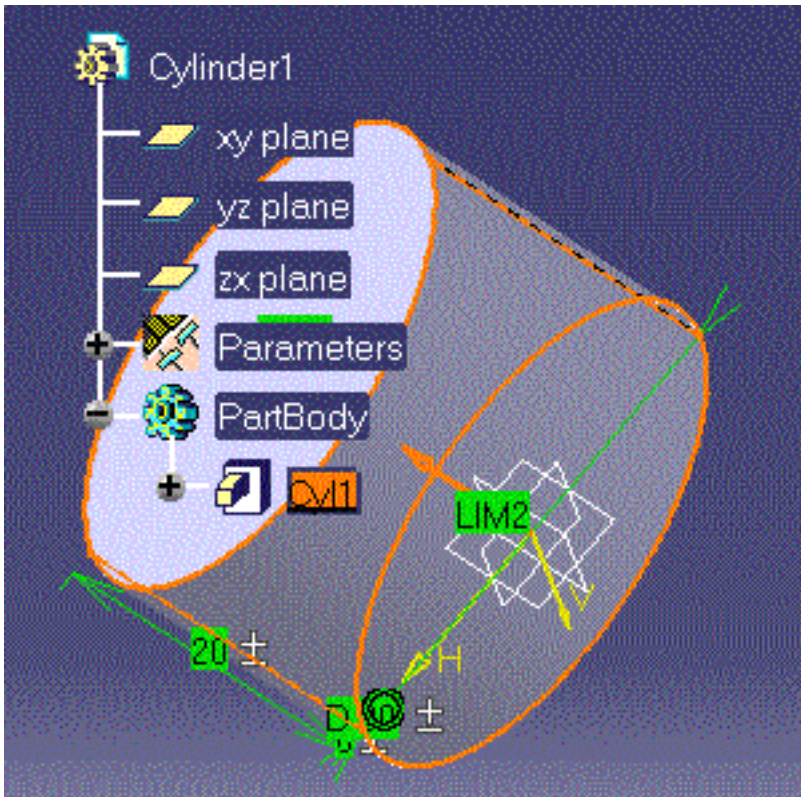 Cylinder1
xy plane
yz plane
zx plane
Parameters
PartBody
Cyl1
LIM2
V
20 ±
H
D ±